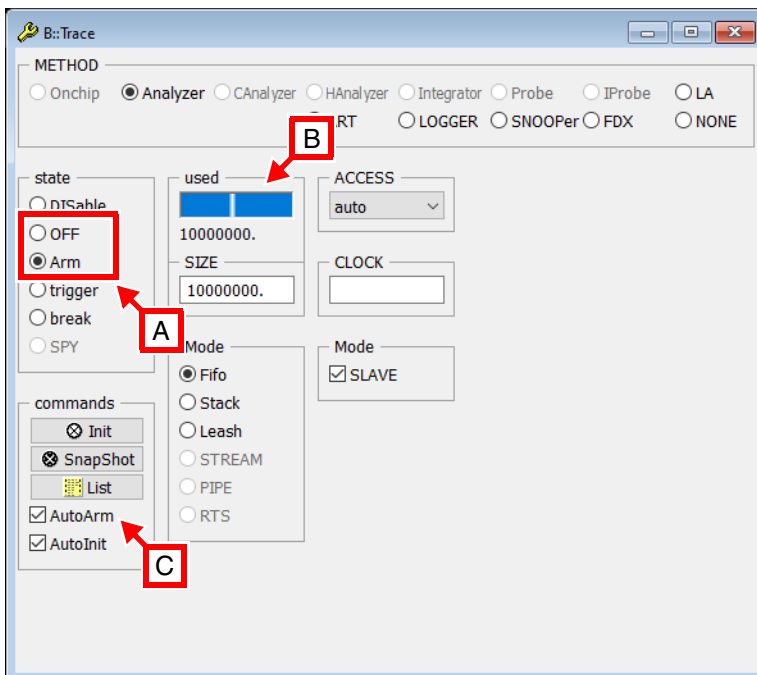 B::Trace
METHOD
Onchip Analyzer CAnalyzer HAnalyzer Integrator Probe IProbe LA
RT LOGGER SNOOPer FDX NONE
B
state
DISable
OFF
Arm
trigger
break
SPY
A
used
10000000.
SIZE
10000000.
ACCESS
auto
CLOCK
Mode
Fifo
Stack
Leash
STREAM
PIPE
RTS
Mode
SLAVE
commands
Init
SnapShot
List
AutoArm
AutoInit
C